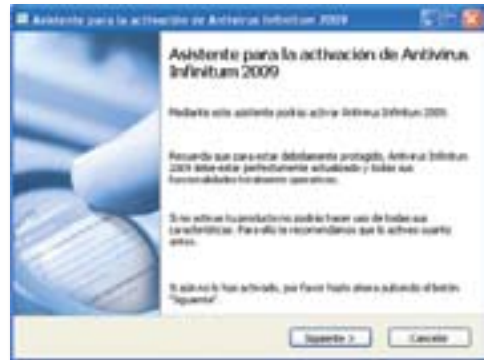 Asistente para la activación de Antivirus Infinitum 2009
Asistente para la activación de Antivirus
Infinitum 2009
Mediante este asistente podrás activar Antivirus Infinitum 2009.
Recuerda que para estar debidamente protegido, Antivirus Infinitum
2009 debe estar perfectamente actualizado y todas sus
funcionalidades totalmente operativas.
Si no activas tu producto no podrás hacer uso de todas sus
características. Para ello te recomendamos que lo actives cuanto
antes.
Si aún no lo has activado, por favor hazlo ahora pulsando el botón
"Siguiente".
Siguiente >
Cancelar